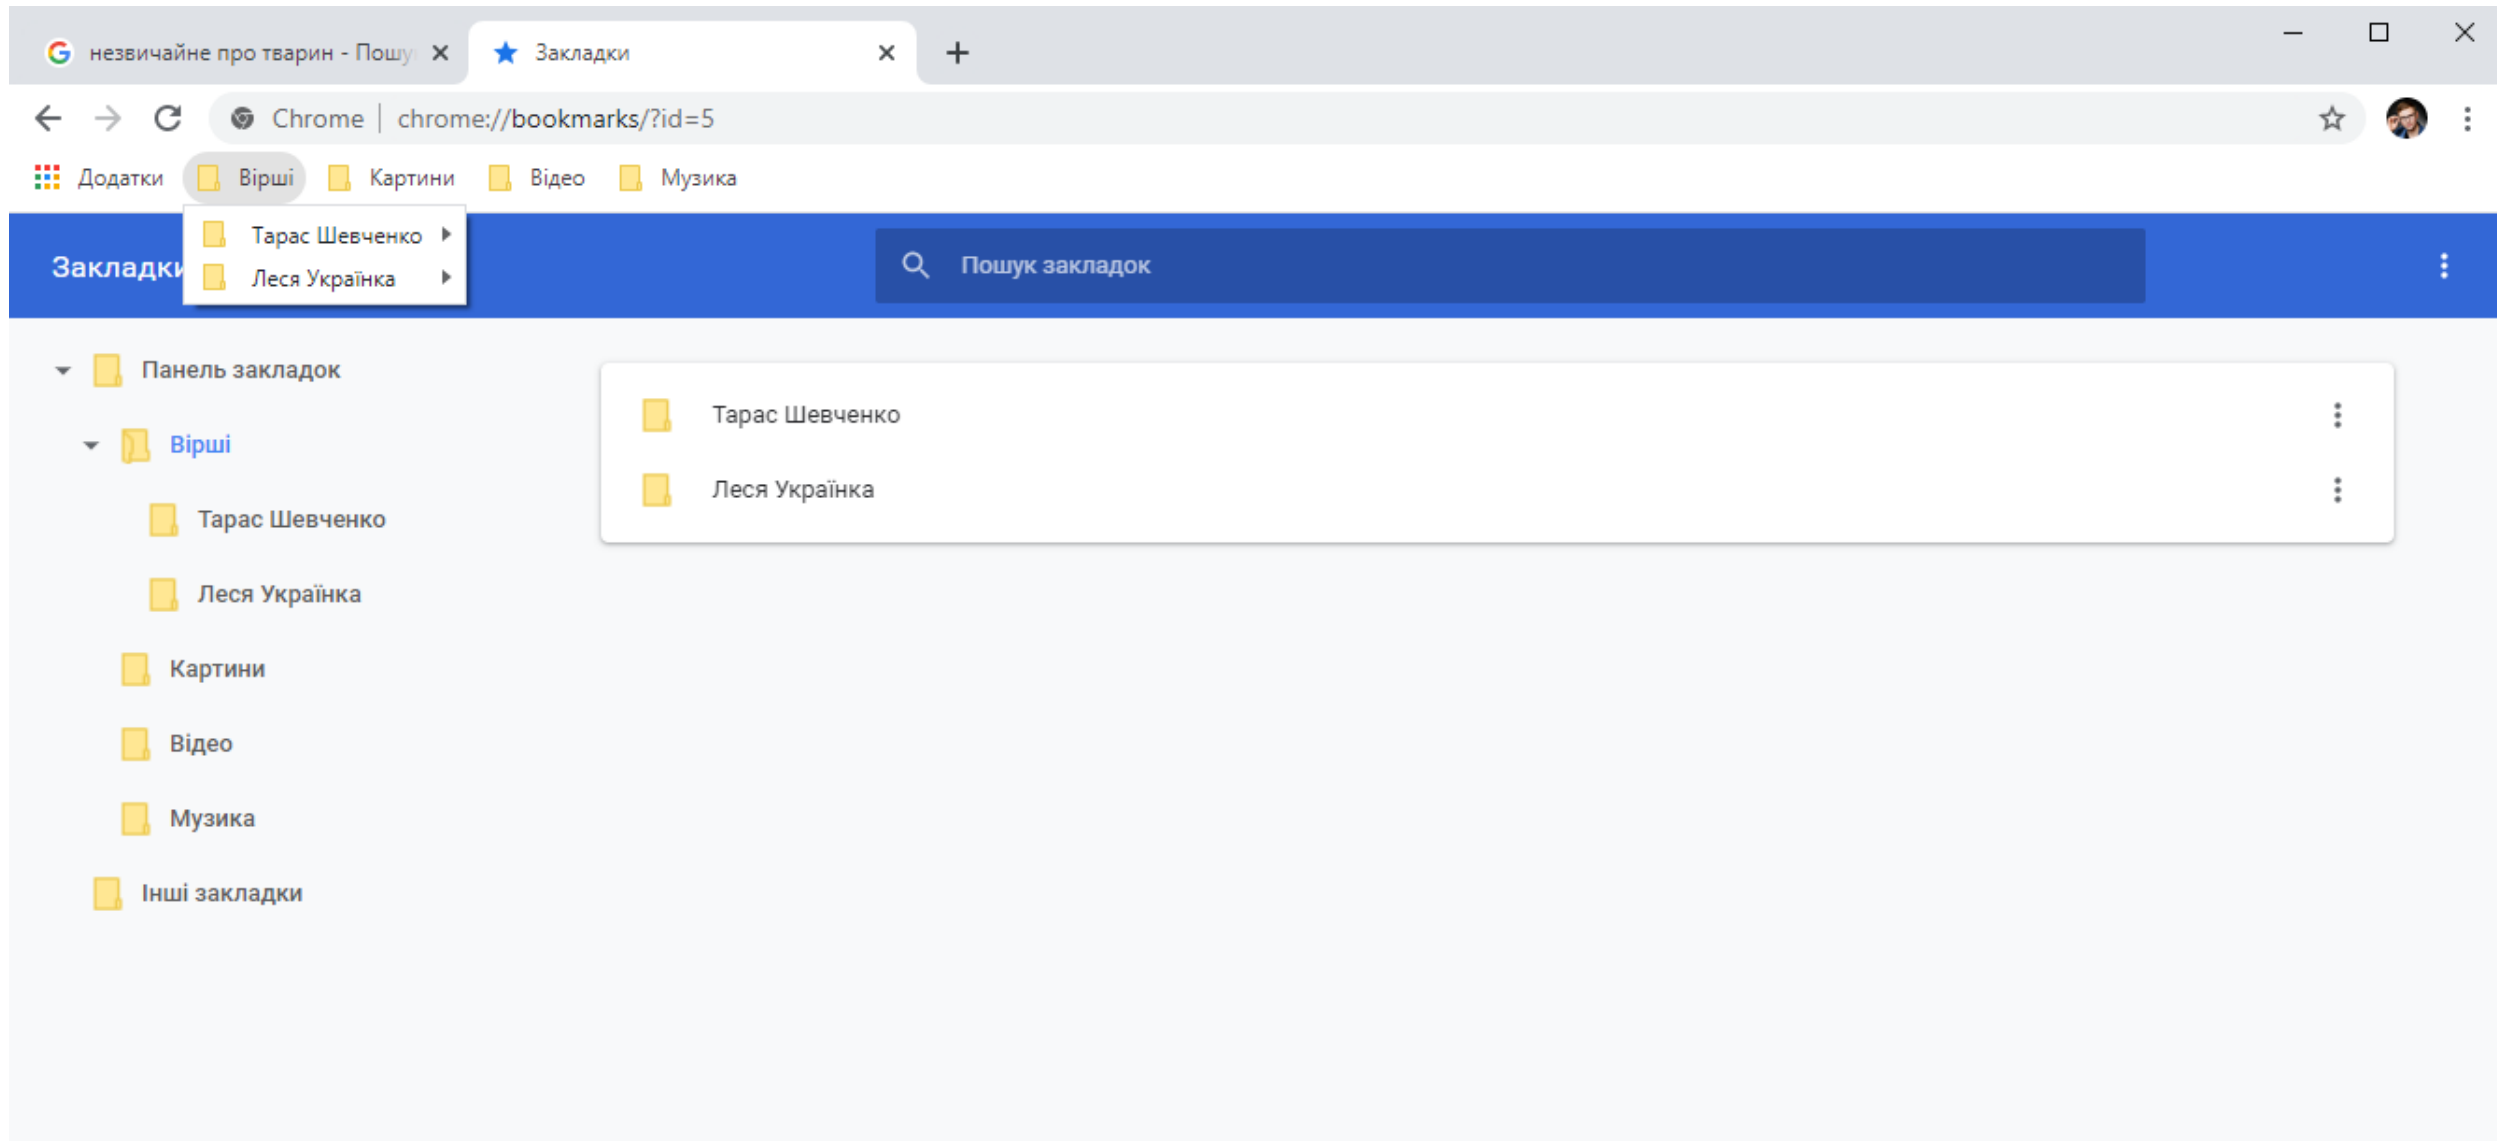 незвичайне про тварин - Пошу
Закладки
Chrome | chrome://bookmarks/?id=5
Додатки Вірші Картини Відео Музика
Тарас Шевченко
Леся Українка
Закладки
Пошук закладок
Панель закладок
Вірші
Тарас Шевченко
Леся Українка
Картини
Відео
Музика
Інші закладки
Тарас Шевченко
Леся Українка